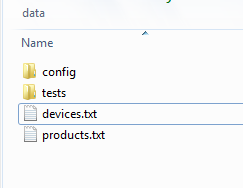 data
Name
config
tests
devices.txt
products.txt